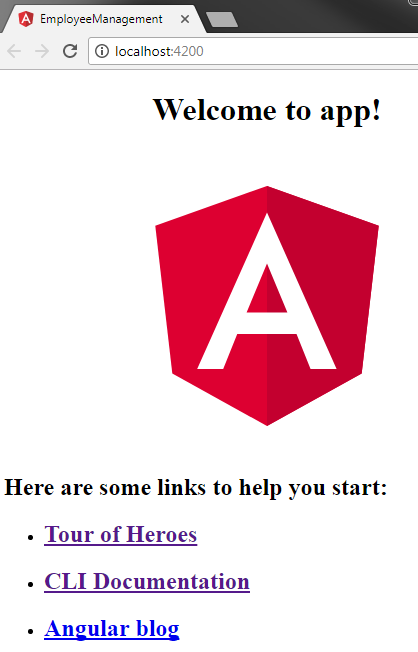 EmployeeManagement
localhost:4200
Welcome to app!
A
Here are some links to help you start:
Tour of Heroes
CLI Documentation
Angular blog